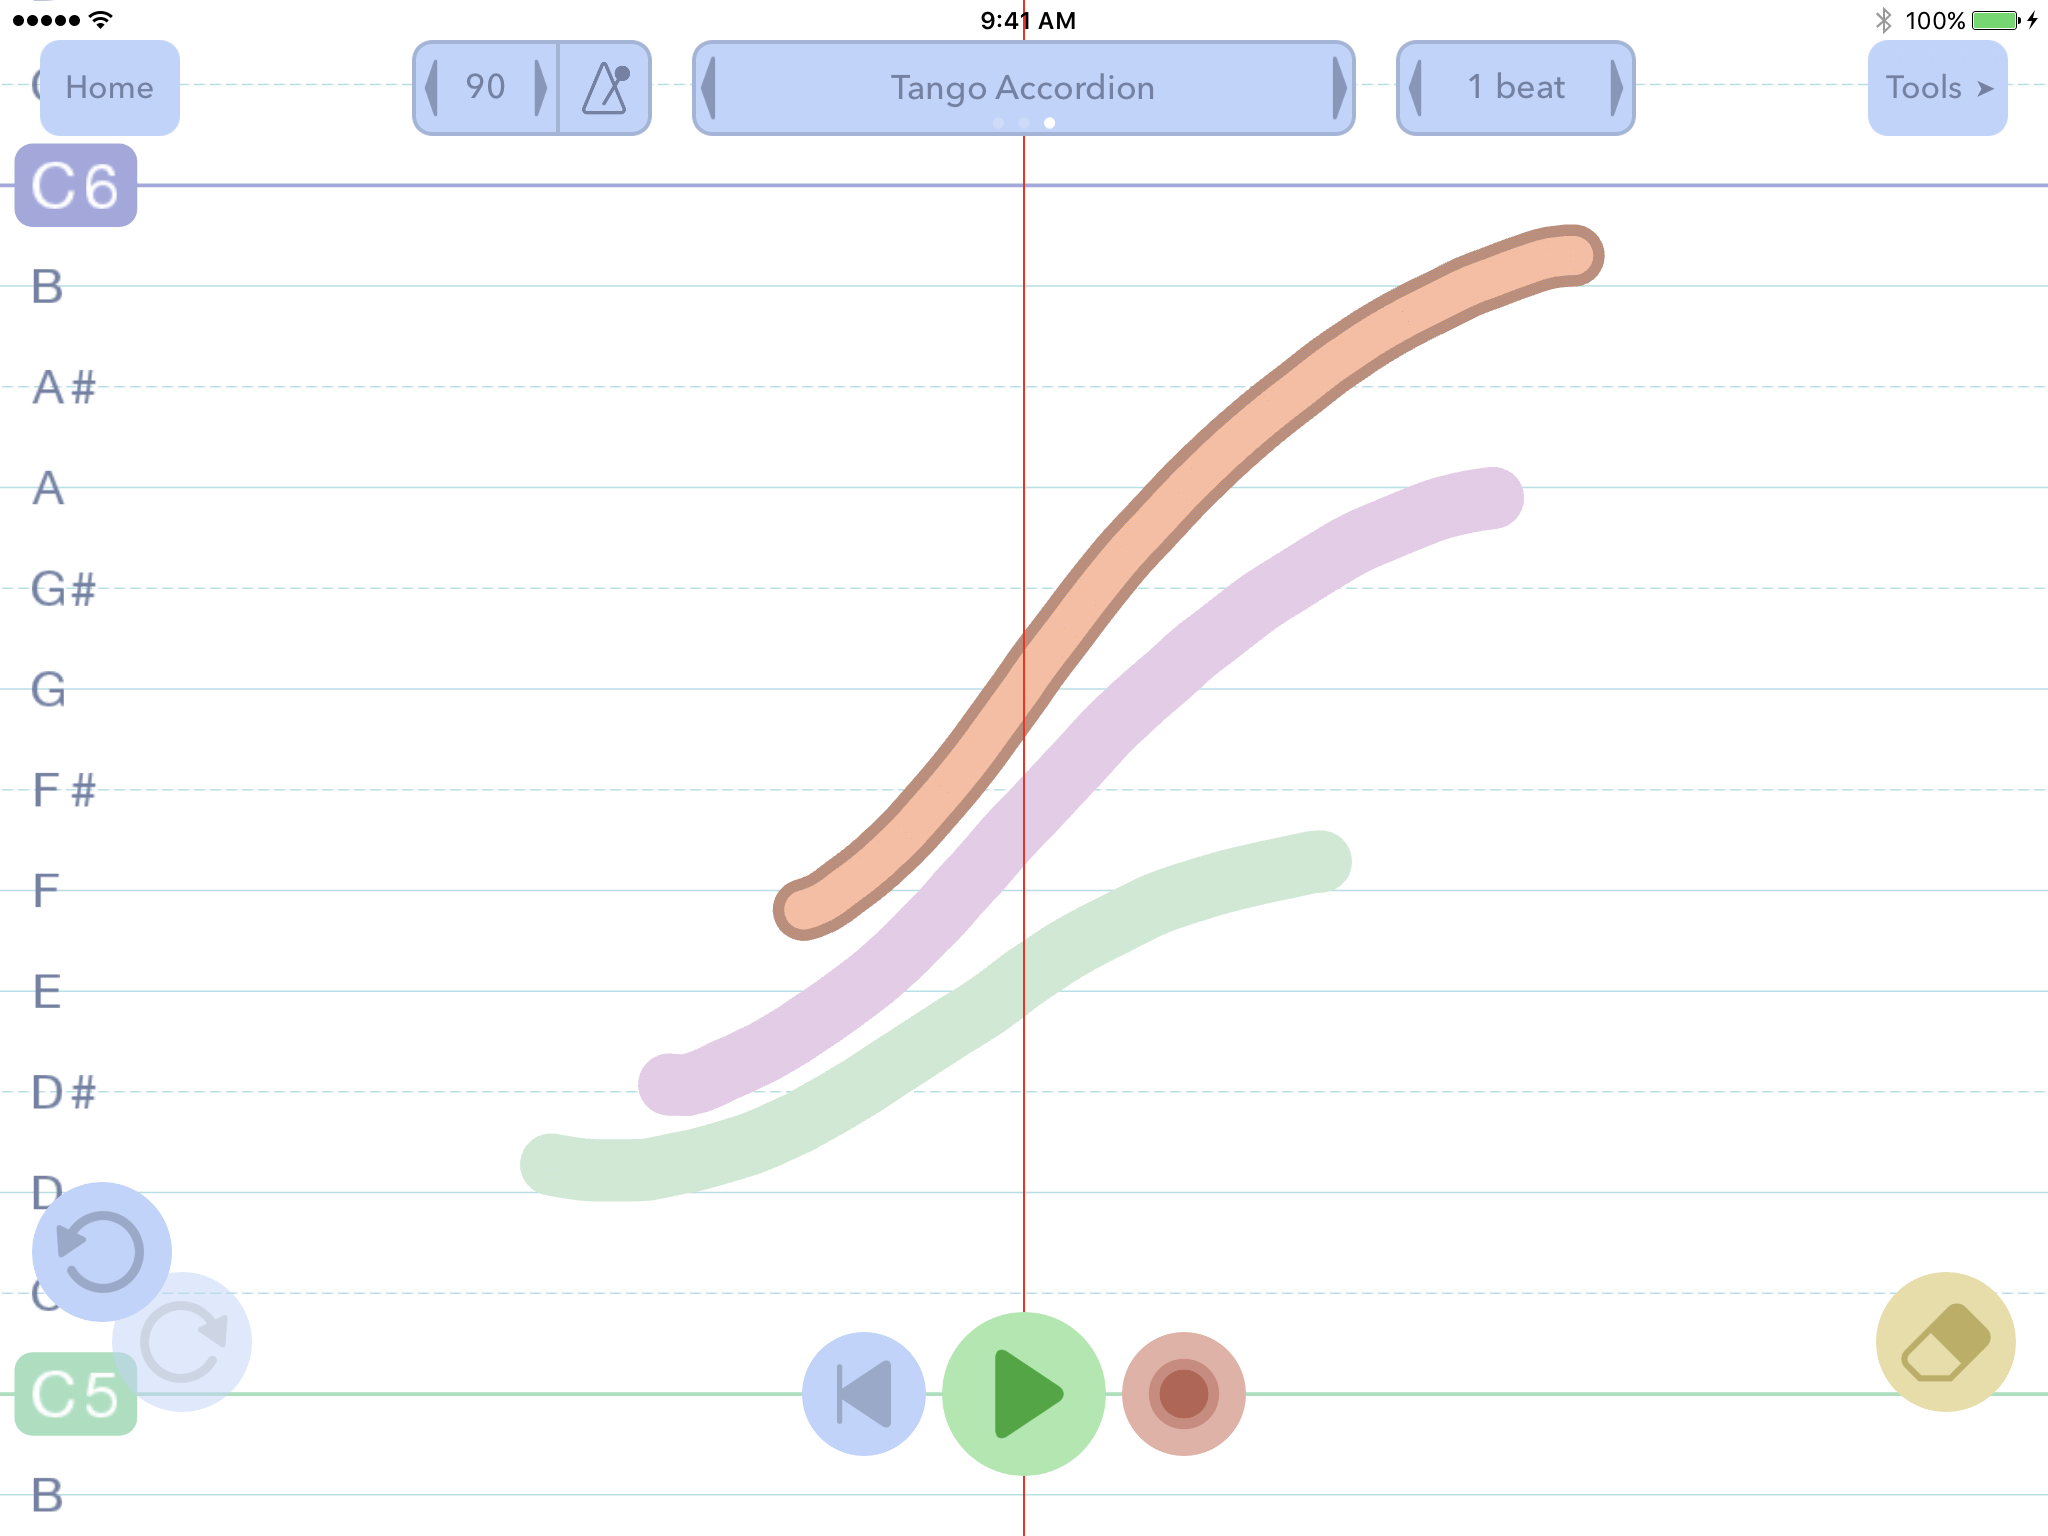 9:41 AM
100%
Home
90
Tango Accordion
1 beat
Tools ➤
C6
B
A#
A
G#
G
F#
F
E
D#
D
C5
B